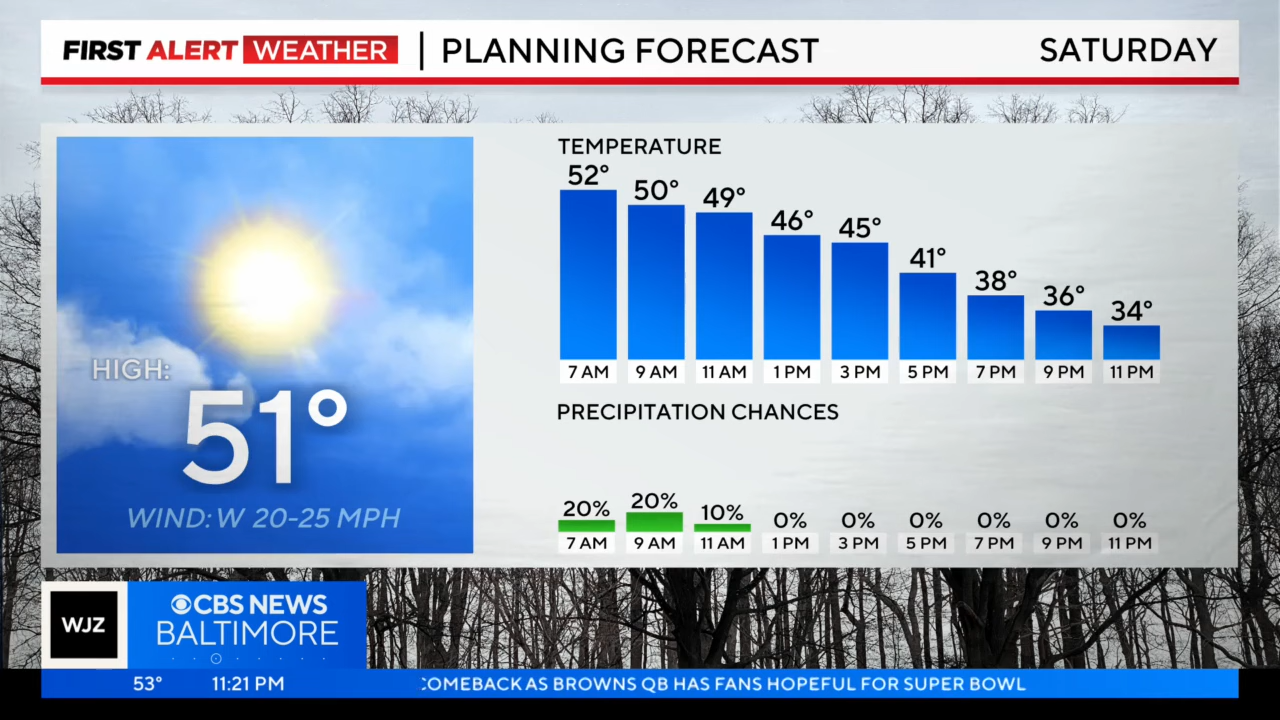 FIRST ALERT WEATHER | PLANNING FORECAST SATURDAY
TEMPERATURE
52° 50° 49° 46° 45° 41° 38° 36° 34°
7 AM 9 AM 11 AM 1 PM 3 PM 5 PM 7 PM 9 PM 11 PM
HIGH:
51°
WIND: W 20-25 MPH
PRECIPITATION CHANCES
20% 20% 10% 0% 0% 0% 0% 0% 0%
7 AM 9 AM 11 AM 1 PM 3 PM 5 PM 7 PM 9 PM 11 PM
WJZ
CBS NEWS
BALTIMORE
53° 11:21 PM COMEBACK AS BROWNS QB HAS FANS HOPEFUL FOR SUPER BOWL